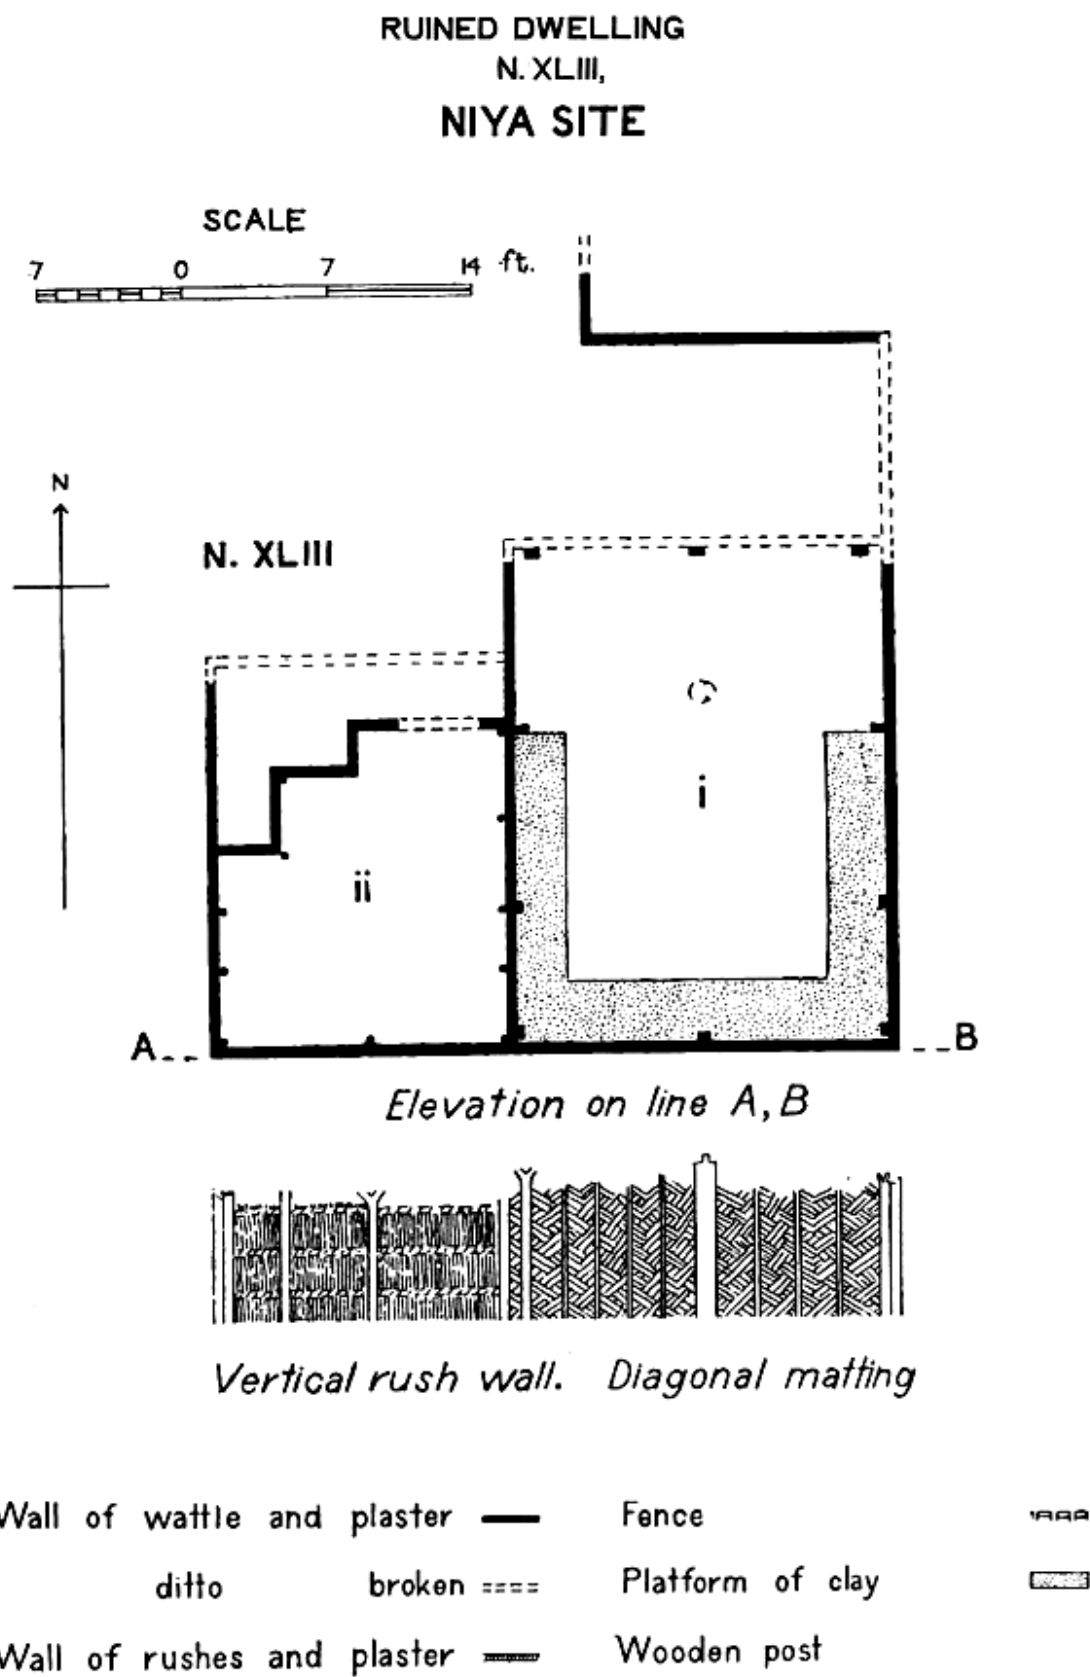 RUINED DWELLING
N. XLIII,
NIYA SITE
SCALE
7 0 7 14 ft.
N
N. XLIII
i
ii
A B
Elevation on line A, B
Vertical rush wall. Diagonal matting
Wall of wattle and plaster Fence
ditto broken Platform of clay
Wall of rushes and plaster Wooden post